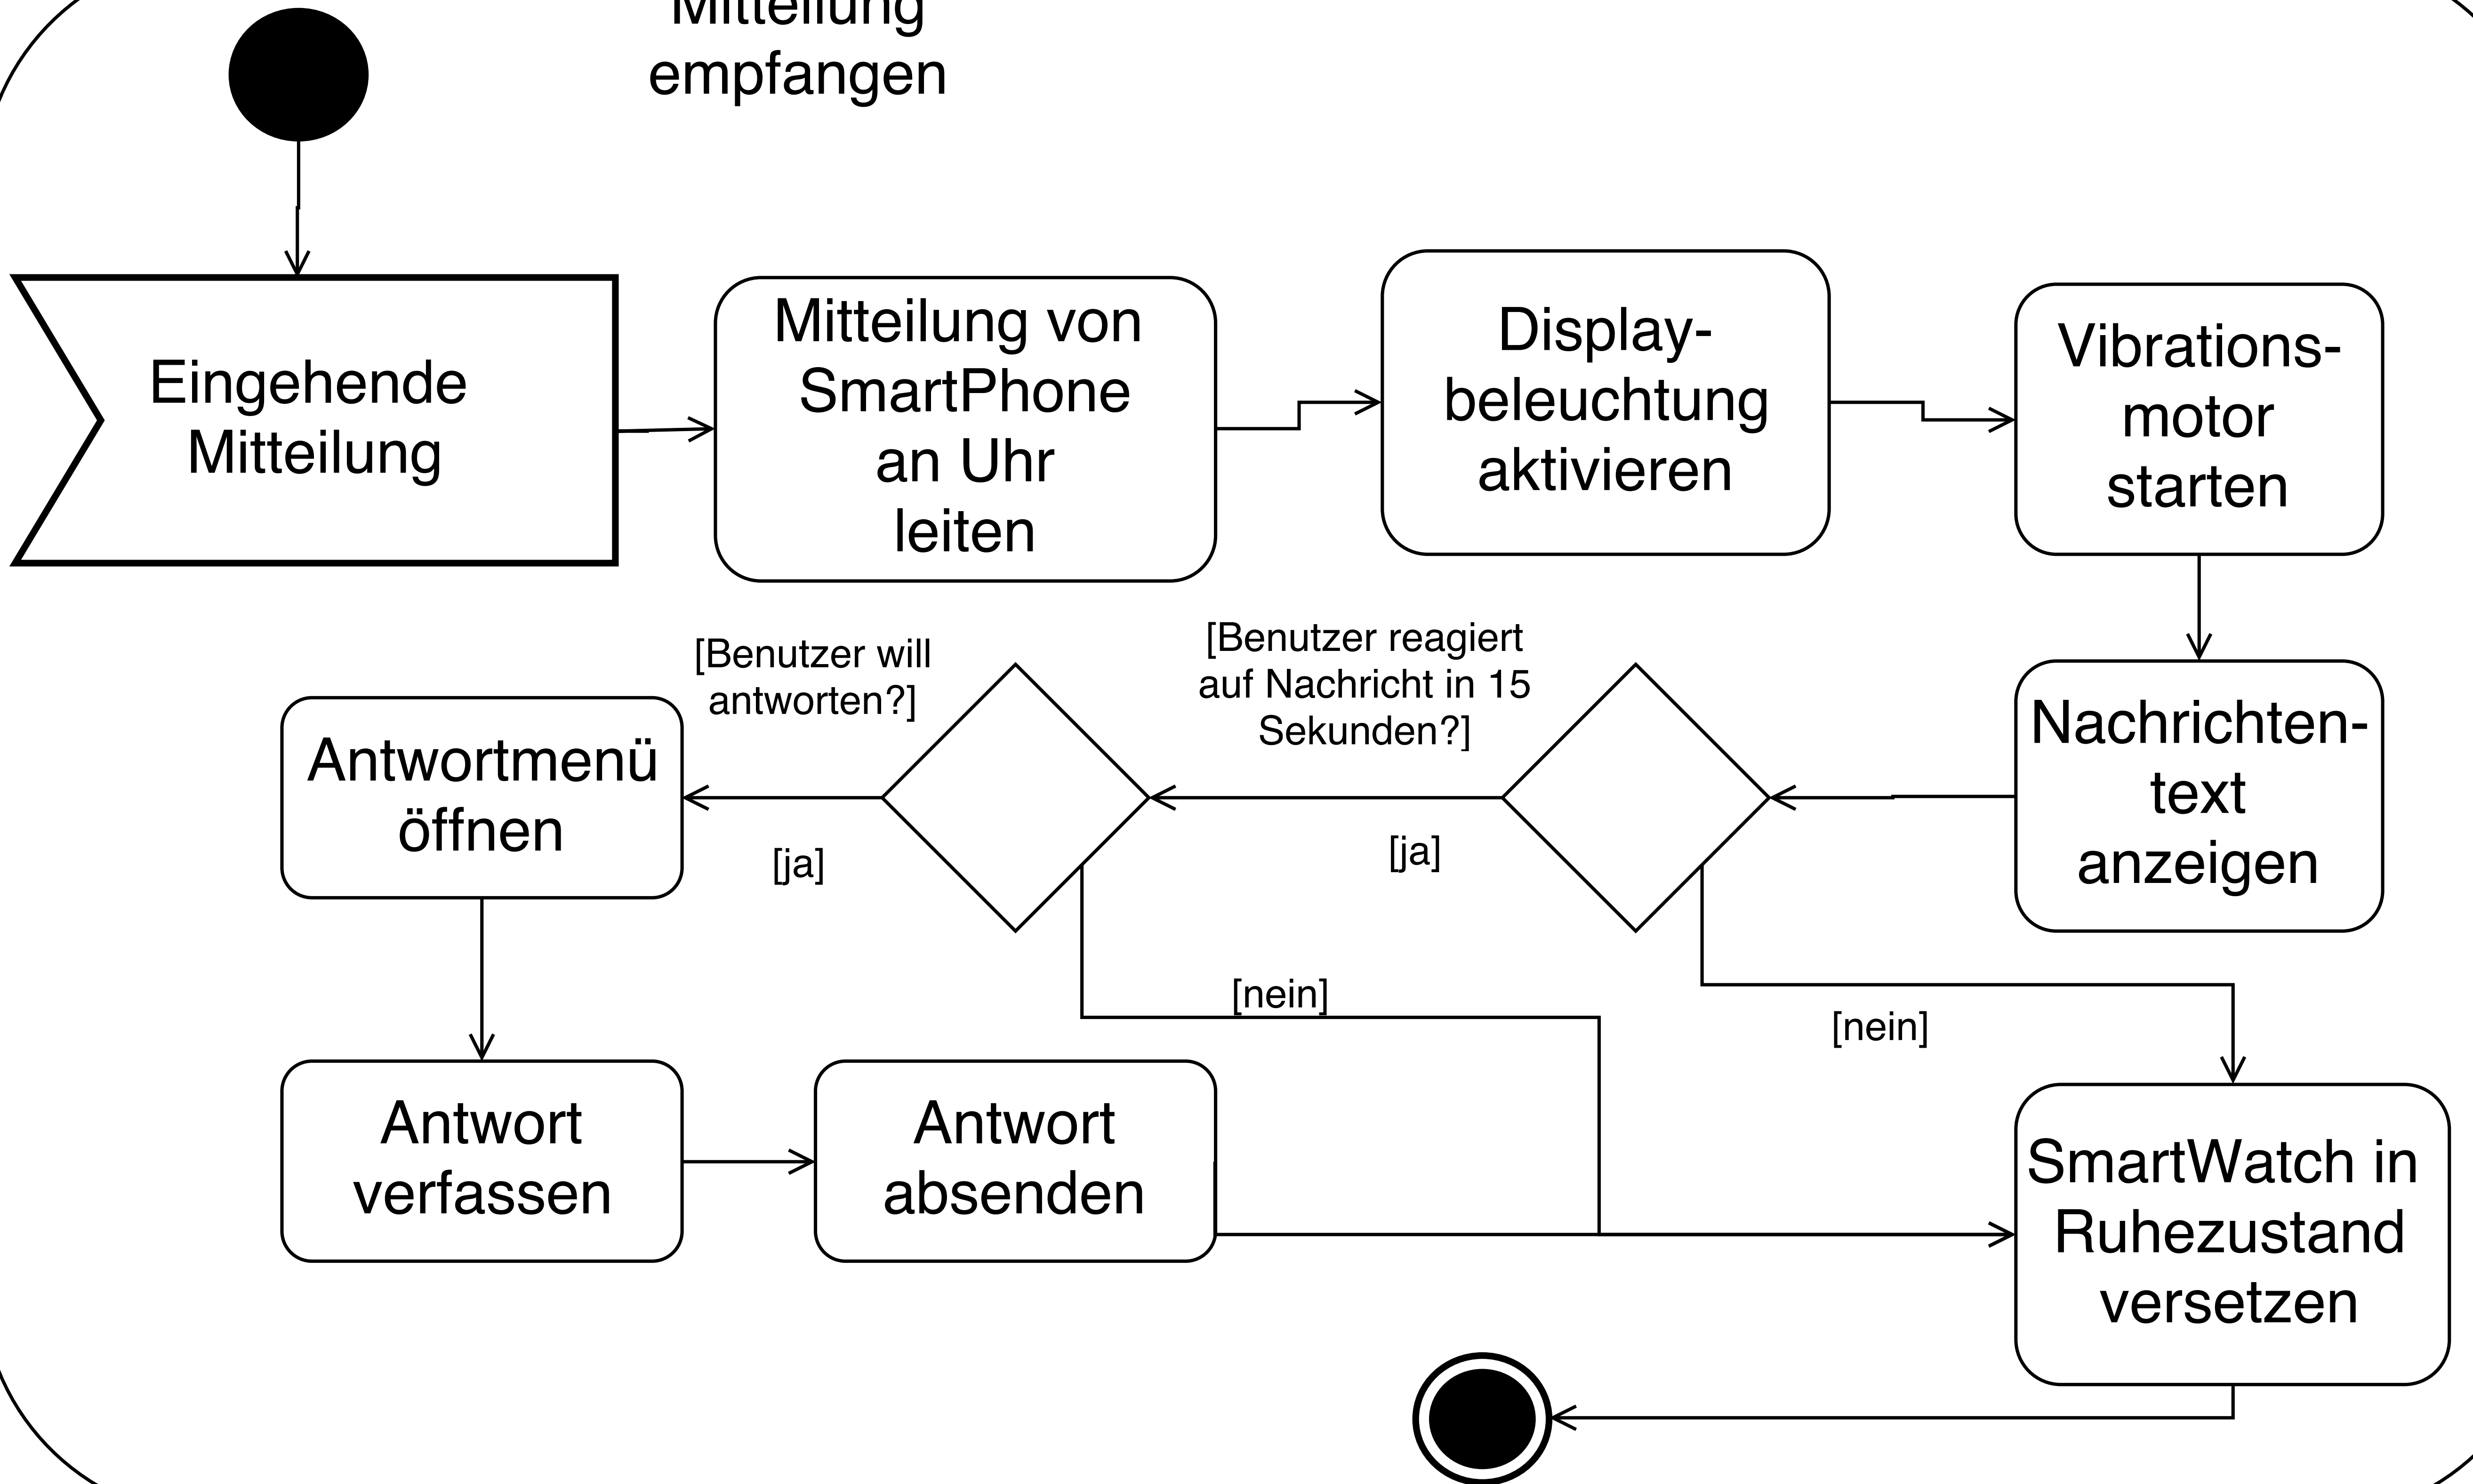 Mitteilung
empfangen
Eingehende
Mitteilung
Mitteilung von
SmartPhone
an Uhr
leiten
Display-
beleuchtung
aktivieren
Vibrations-
motor
starten
[Benutzer will
antworten?]
[Benutzer reagiert
auf Nachricht in 15
Sekunden?]
Antwortmenü
öffnen
[ja]
[ja]
Nachrichten-
text
anzeigen
[nein]
[nein]
Antwort
verfassen
Antwort
absenden
SmartWatch in
Ruhezustand
versetzen